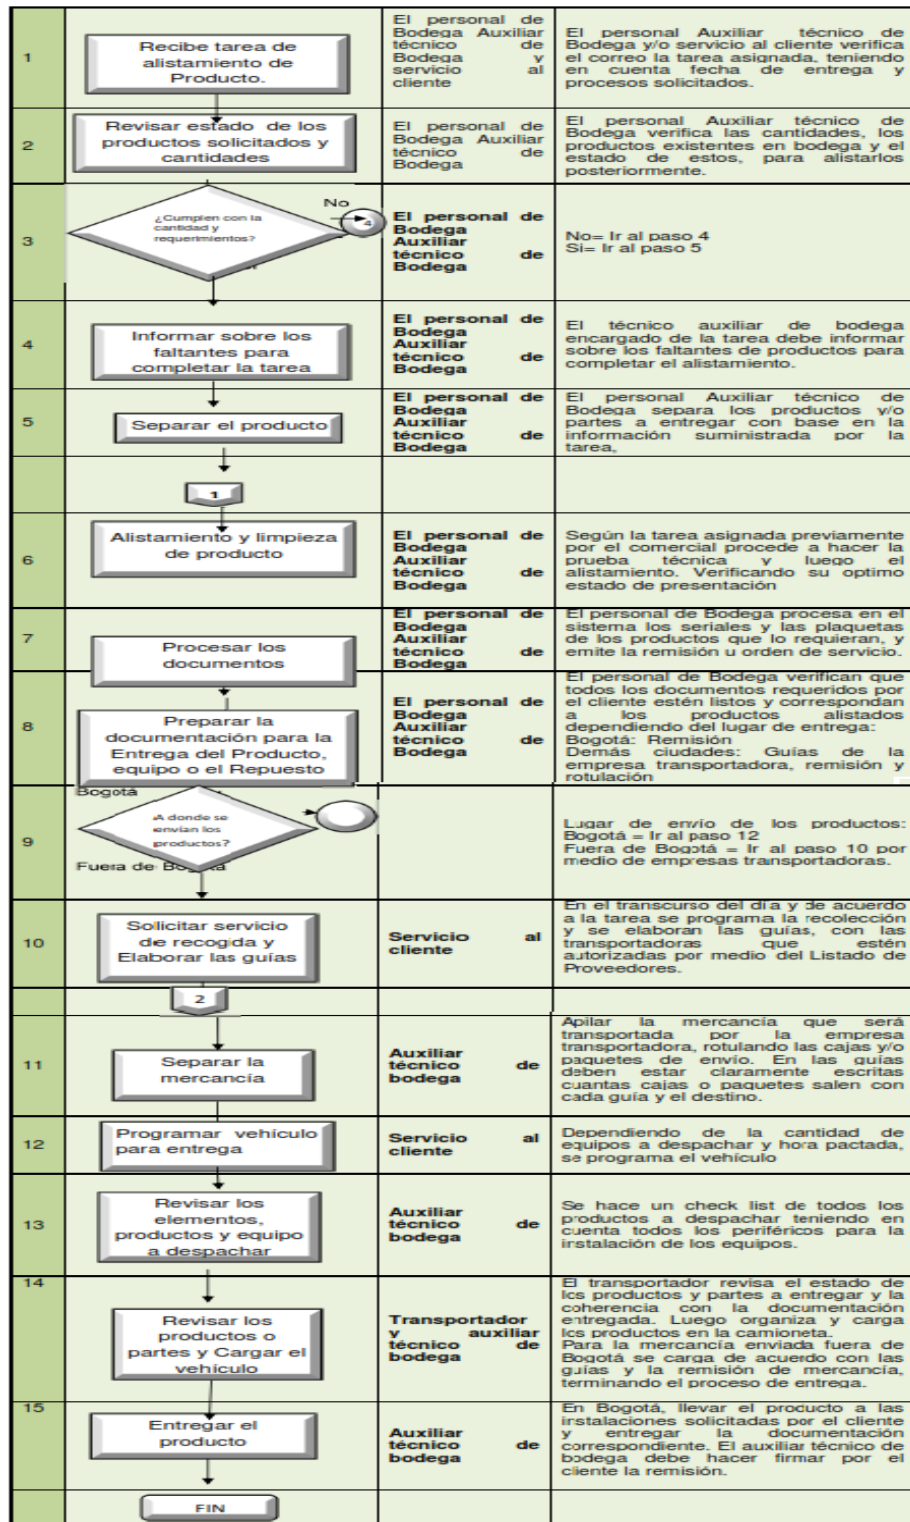 1
Recibe tarea de
alistamiento de
Producto.
El personal de
Bodega Auxiliar
técnico de
Bodega y
servicio al
cliente
El personal Auxiliar técnico de
Bodega y/o servicio al cliente verifica
el correo la tarea asignada, teniendo
en cuenta fecha de entrega y
procesos solicitados.
2
Revisar estado de los
productos solicitados y
cantidades
El personal de
Bodega Auxiliar
técnico de
Bodega
El personal Auxiliar técnico de
Bodega verifica las cantidades, los
productos existentes en bodega y el
estado de estos, para alistarlos
posteriormente.
3
¿Cumplen con la
cantidad y
requerimientos?
No
4
El personal de
Bodega
Auxiliar
técnico de
Bodega
No= Ir al paso 4
Si= Ir al paso 5
4
Informar sobre los
faltantes para
completar la tarea
El personal de
Bodega
Auxiliar
técnico de
Bodega
El técnico auxiliar de bodega
encargado de la tarea debe informar
sobre los faltantes de productos para
completar el alistamiento.
5
Separar el producto
El personal de
Bodega
Auxiliar
técnico de
Bodega
El personal Auxiliar técnico de
Bodega separa los productos y/o
partes a entregar con base en la
información suministrada por la
tarea,
1
6
Alistamiento y limpieza
de producto
El personal de
Bodega
Auxiliar
técnico de
Bodega
Según la tarea asignada previamente
por el comercial procede a hacer la
prueba técnica y luego el
alistamiento. Verificando su optimo
estado de presentación
7
Procesar los
documentos
El personal de
Bodega
Auxiliar
técnico de
Bodega
El personal de Bodega procesa en el
sistema los seriales y las plaquetas
de los productos que lo requieran, y
emite la remisión u orden de servicio.
8
Preparar la
documentación para la
Entrega del Producto,
equipo o el Repuesto
El personal de
Bodega
Auxiliar
técnico de
Bodega
El personal de Bodega verifican que
todos los documentos requeridos por
el cliente estén listos y correspondan
a los productos alistados
dependiendo del lugar de entrega:
Bogotá: Remisión
Demás ciudades: Guías de la
empresa transportadora, remisión y
rotulación
9
Bogotá
A donde se
envían los
productos?
Fuera de Bogotá
Lugar de envío de los productos:
Bogotá = Ir al paso 12
Fuera de Bogotá = Ir al paso 10 por
medio de empresas transportadoras.
10
Solicitar servicio
de recogida y
Elaborar las guías
Servicio al
cliente
En el transcurso del día y de acuerdo
a la tarea se programa la recolección
y se elaboran las guías, con las
transportadoras que estén
autorizadas por medio del Listado de
Proveedores.
2
11
Separar la
mercancía
Auxiliar
técnico de
bodega
Apilar la mercancía que será
transportada por la empresa
transportadora, rotulando las cajas y/o
paquetes de envío. En las guías
deben estar claramente escritas
cuantas cajas o paquetes salen con
cada guía y el destino.
12
Programar vehículo
para entrega
Servicio al
cliente
Dependiendo de la cantidad de
equipos a despachar y hora pactada,
se programa el vehículo
13
Revisar los
elementos,
productos y equipo
a despachar
Auxiliar
técnico de
bodega
Se hace un check list de todos los
productos a despachar teniendo en
cuenta todos los periféricos para la
instalación de los equipos.
14
Revisar los
productos o
partes y Cargar el
vehículo
Transportador
y auxiliar
técnico de
bodega
El transportador revisa el estado de
los productos y partes a entregar y la
coherencia con la documentación
entregada. Luego organiza y carga
los productos en la camioneta.
Para la mercancía enviada fuera de
Bogotá se carga de acuerdo con las
guías y la remisión de mercancía,
terminando el proceso de entrega.
15
Entregar el
producto
Auxiliar
técnico de
bodega
En Bogotá, llevar el producto a las
instalaciones solicitadas por el cliente
y entregar la documentación
correspondiente. El auxiliar técnico de
bodega debe hacer firmar por el
cliente la remisión.
FIN